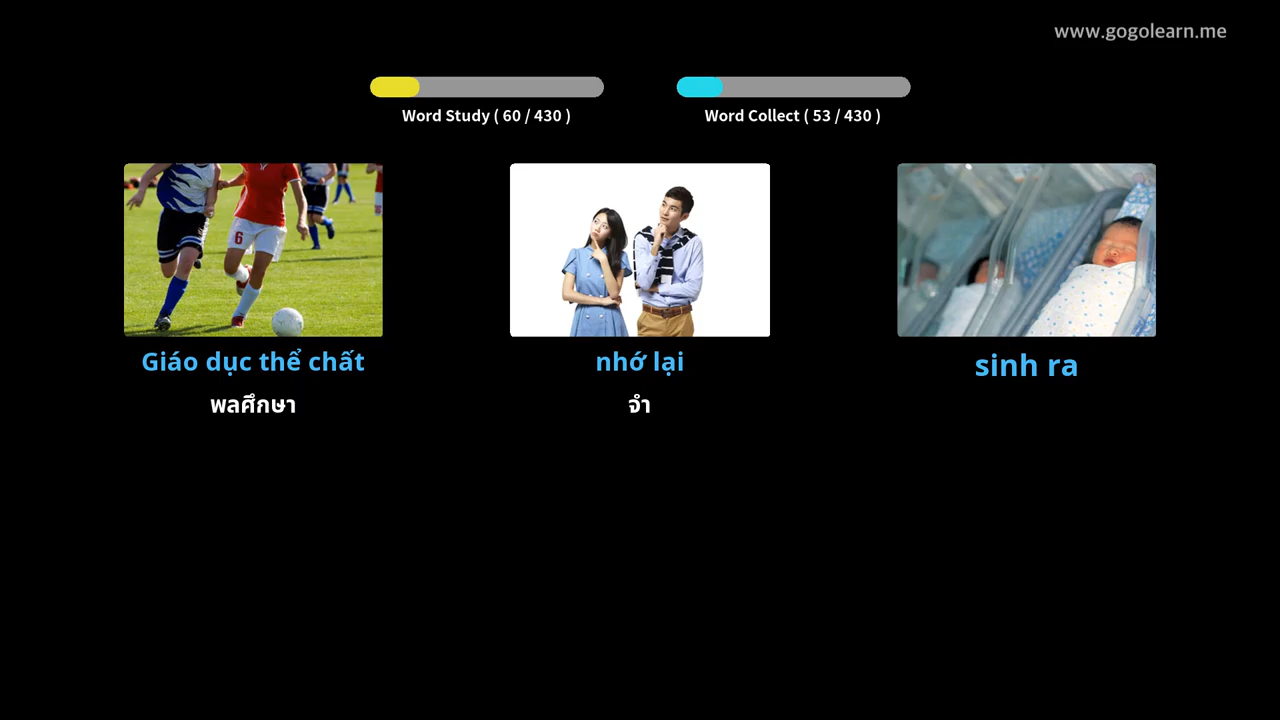 www.gogolearn.me
Word Study ( 60 / 430 )
Word Collect ( 53 / 430 )
Giáo dục thể chất
พลศึกษา
nhớ lại
จำ
sinh ra
6